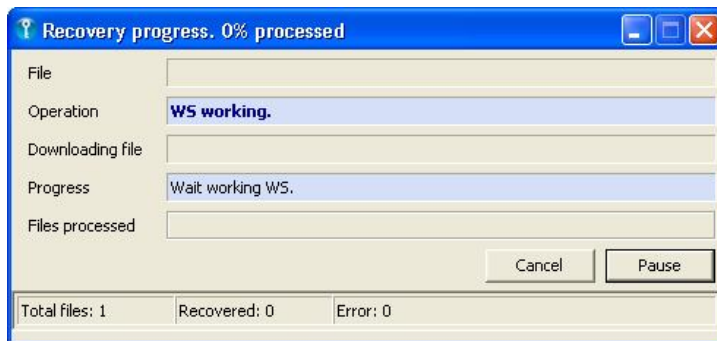 Recovery progress. 0% processed
File
Operation WS working.
Downloading file
Progress Wait working WS.
Files processed
Cancel Pause
Total files: 1 Recovered: 0 Error: 0